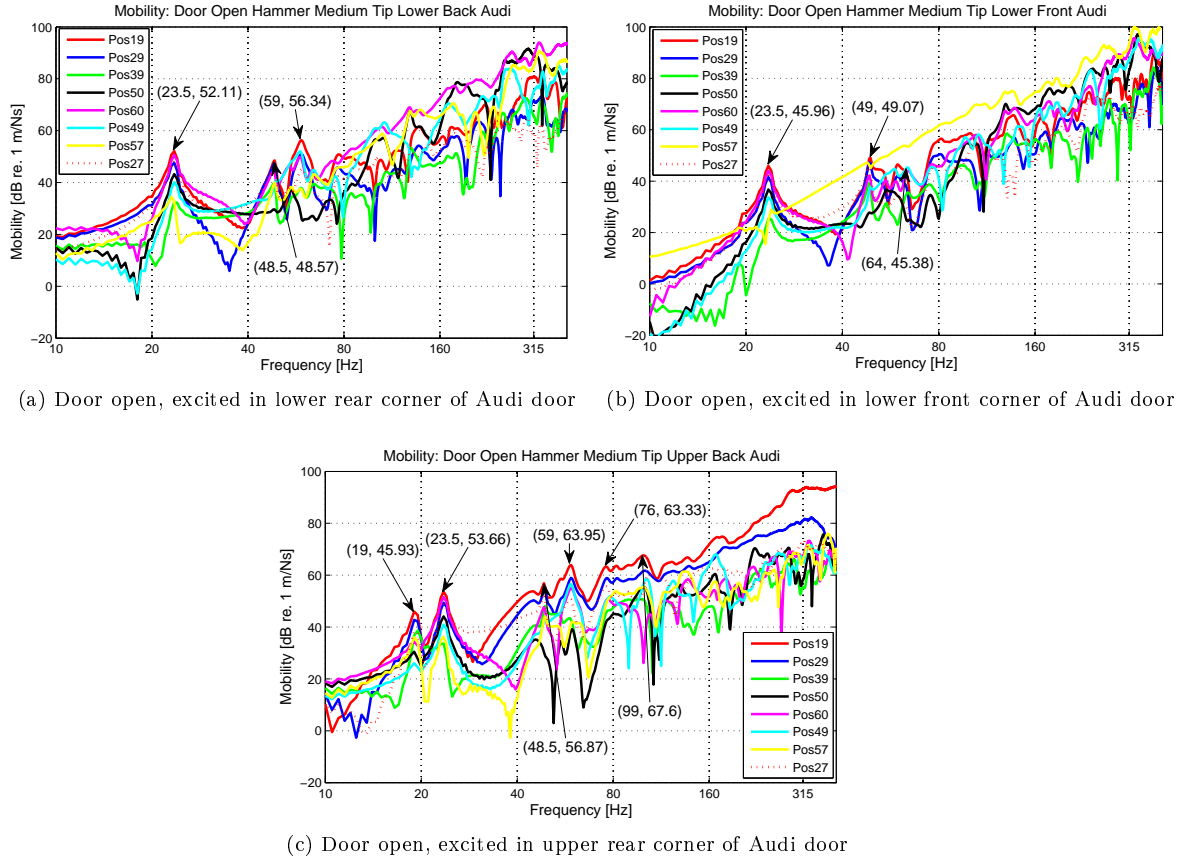 Mobility: Door Open Hammer Medium Tip Lower Back Audi
Mobility [dB re. 1 m/Ns]
100
80
60
40
20
0
−20
Pos19
Pos29
Pos39
Pos50
Pos60
Pos49
Pos57
Pos27
(23.5, 52.11)
(59, 56.34)
(48.5, 48.57)
10
20
40
80
160
315
Frequency [Hz]
(a) Door open, excited in lower rear corner of Audi door
Mobility: Door Open Hammer Medium Tip Lower Front Audi
Mobility [dB re. 1 m/Ns]
100
80
60
40
20
0
−20
Pos19
Pos29
Pos39
Pos50
Pos60
Pos49
Pos57
Pos27
(23.5, 45.96)
(49, 49.07)
(64, 45.38)
10
20
40
80
160
315
Frequency [Hz]
(b) Door open, excited in lower front corner of Audi door
Mobility: Door Open Hammer Medium Tip Upper Back Audi
Mobility [dB re. 1 m/Ns]
100
80
60
40
20
0
−20
(19, 45.93)
(23.5, 53.66)
(59, 63.95)
(76, 63.33)
(48.5, 56.87)
(99, 67.6)
Pos19
Pos29
Pos39
Pos50
Pos60
Pos49
Pos57
Pos27
10
20
40
80
160
315
Frequency [Hz]
(c) Door open, excited in upper rear corner of Audi door